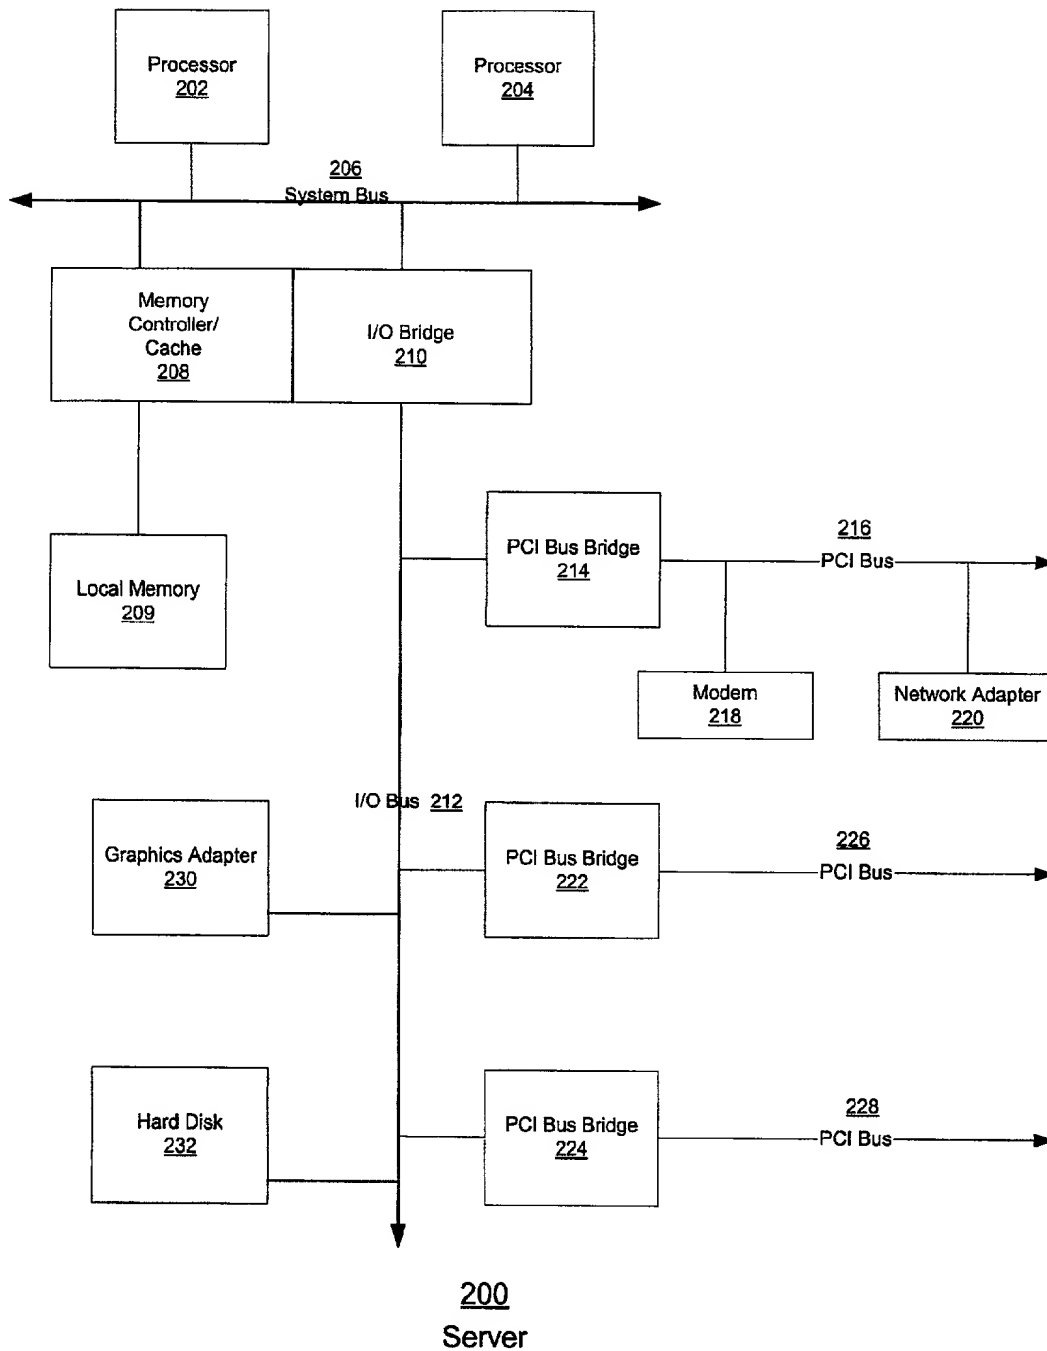 Processor
202
Processor
204
206
System Bus
Memory
Controller/
Cache
208
I/O Bridge
210
Local Memory
209
PCI Bus Bridge
214
216
PCI Bus
Modem
218
Network Adapter
220
I/O Bus 212
Graphics Adapter
230
PCI Bus Bridge
222
226
PCI Bus
Hard Disk
232
PCI Bus Bridge
224
228
PCI Bus
200
Server